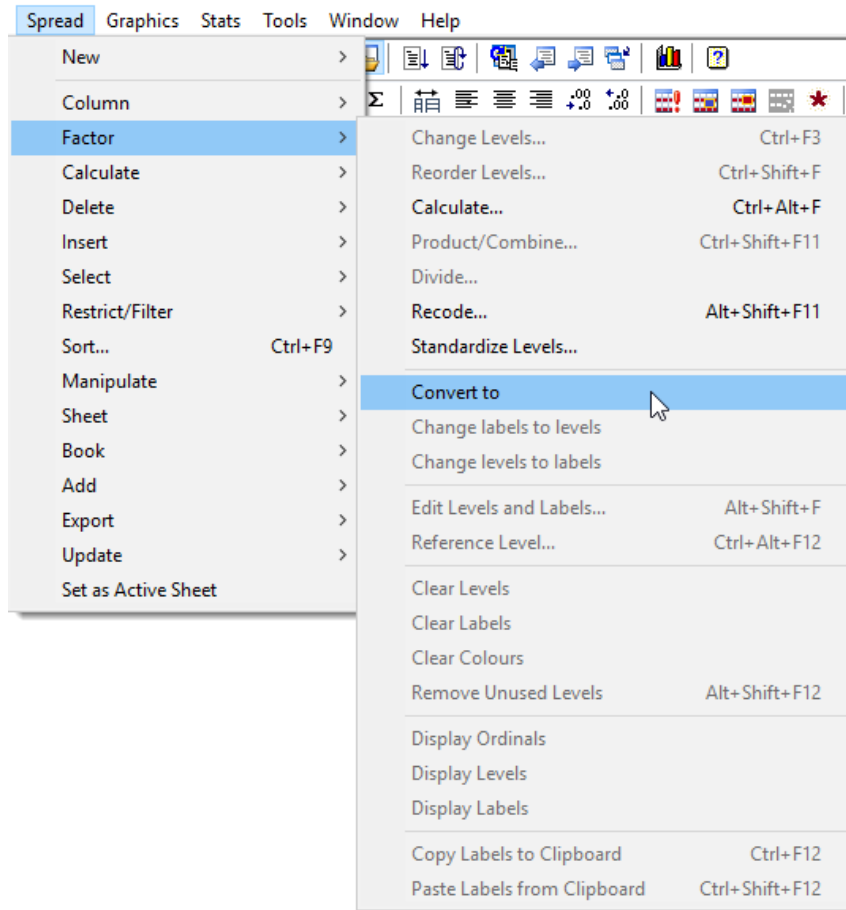 Spread Graphics Stats Tools Window Help
New
Column
Factor
Calculate
Delete
Insert
Select
Restrict/Filter
Sort... Ctrl+F9
Manipulate
Sheet
Book
Add
Export
Update
Set as Active Sheet
Change Levels... Ctrl+F3
Reorder Levels... Ctrl+Shift+F
Calculate... Ctrl+Alt+F
Product/Combine... Ctrl+Shift+F11
Divide...
Recode... Alt+Shift+F11
Standardize Levels...
Convert to
Change labels to levels
Change levels to labels
Edit Levels and Labels... Alt+Shift+F
Reference Level... Ctrl+Alt+F12
Clear Levels
Clear Labels
Clear Colours
Remove Unused Levels Alt+Shift+F12
Display Ordinals
Display Levels
Display Labels
Copy Labels to Clipboard Ctrl+F12
Paste Labels from Clipboard Ctrl+Shift+F12